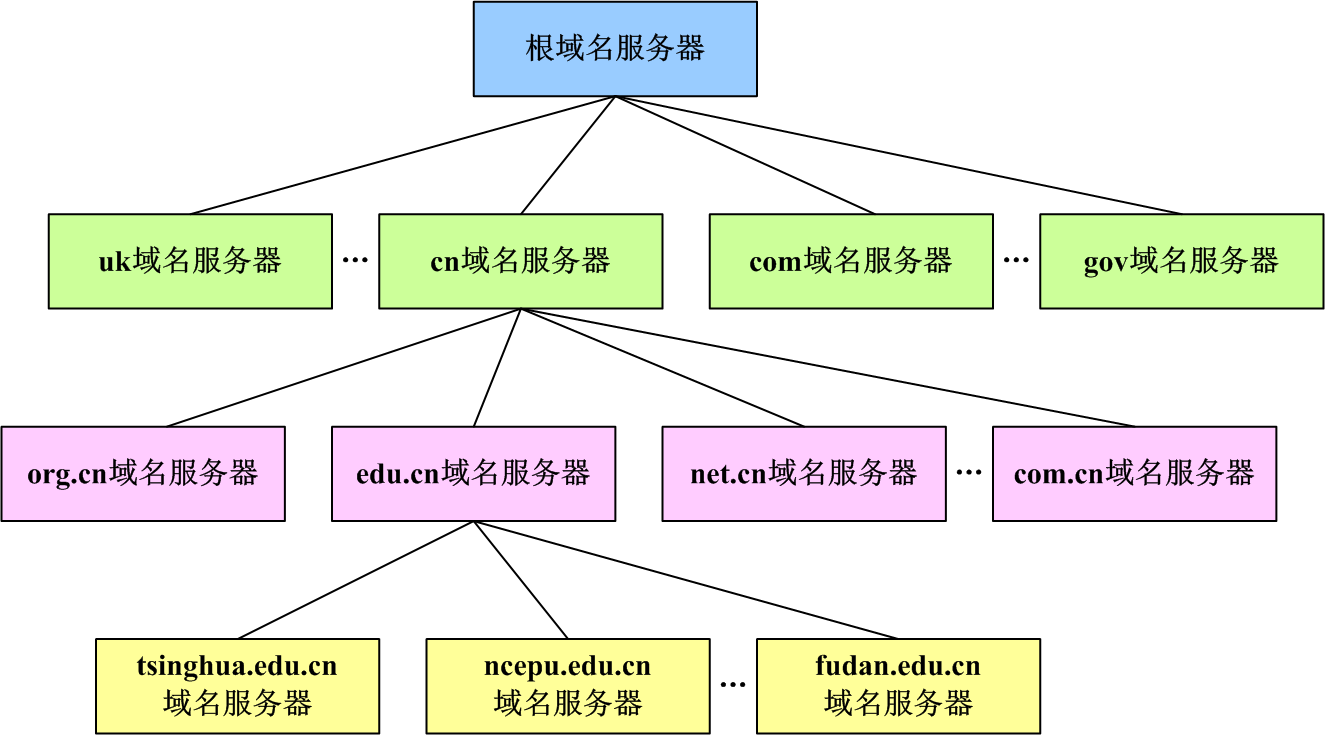 根域名服务器
uk域名服务器
...
cn域名服务器
com域名服务器
...
gov域名服务器
org.cn域名服务器
edu.cn域名服务器
net.cn域名服务器
...
com.cn域名服务器
tsinghua.edu.cn
域名服务器
ncepu.edu.cn
域名服务器
...
fudan.edu.cn
域名服务器